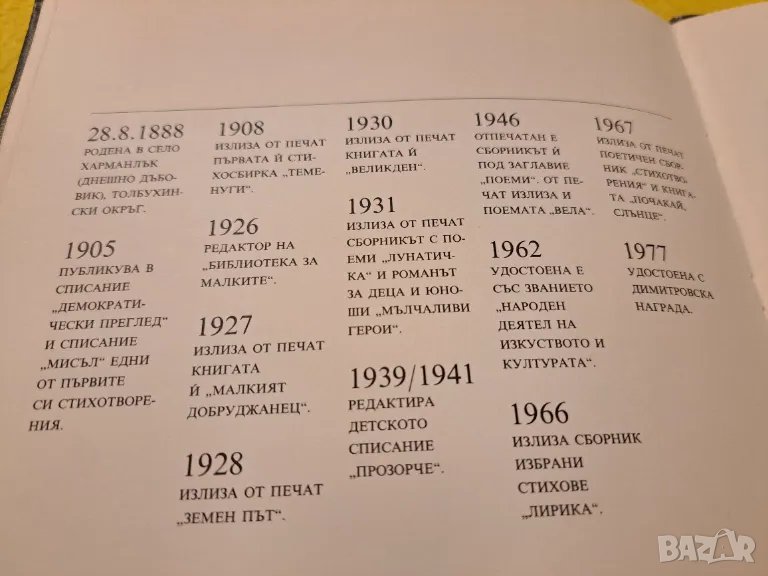 28.8.1888
РОДЕНА В СЕЛО
ХАРМАНЛЪК
(ДНЕШНО ДЪБО-
ВИК), ТОЛБУХИН-
СКИ ОКРЪГ.
1905
ПУБЛИКУВА В
СПИСАНИЕ
„ДЕМОКРАТИ-
ЧЕСКИ ПРЕГЛЕД“
И СПИСАНИЕ
„МИСЪЛ“ ЕДНИ
ОТ ПЪРВИТЕ
СИ СТИХОТВОРЕ-
НИЯ.
1908
ИЗЛИЗА ОТ ПЕЧАТ
ПЪРВАТА Ѝ СТИ-
ХОСБИРКА „ТЕМЕ-
НУГИ“.
1926
РЕДАКТОР НА
„БИБЛИОТЕКА ЗА
МАЛКИТЕ“.
1927
ИЗЛИЗА ОТ ПЕЧАТ
КНИГАТА
Ѝ „МАЛКИЯТ
ДОБРУДЖАНЕЦ“.
1928
ИЗЛИЗА ОТ ПЕЧАТ
„ЗЕМЕН ПЪТ“.
1930
ИЗЛИЗА ОТ ПЕЧАТ
КНИГАТА Ѝ
„ВЕЛИКДЕН“.
1931
ИЗЛИЗА ОТ ПЕЧАТ
СБОРНИКЪТ С ПО-
ЕМИ „ЛУНАТИЧ-
КА“ И РОМАНЪТ
ЗА ДЕЦА И ЮНО-
ШИ „МЪЛЧАЛИВИ
ГЕРОИ“.
1939/1941
РЕДАКТИРА
ДЕТСКОТО
СПИСАНИЕ
„ПРОЗОРЧЕ“.
1946
ОТПЕЧАТАН Е
СБОРНИКЪТ Ѝ
ПОД ЗАГЛАВИЕ
„ПОЕМИ“. ОТ ПЕ-
ЧАТ ИЗЛИЗА И
ПОЕМАТА „ВЕЛА“.
1962
УДОСТОЕНА Е
СЪС ЗВАНИЕТО
„НАРОДЕН
ДЕЯТЕЛ НА
ИЗКУСТВОТО И
КУЛТУРАТА“.
1966
ИЗЛИЗА СБОРНИК
ИЗБРАНИ
СТИХОВЕ
„ЛИРИКА“.
1967
ИЗЛИЗА ОТ ПЕЧАТ
ПОЕТИЧЕН СБОР-
НИК „СТИХОТВО-
РЕНИЯ“ И КНИГА-
ТА „ПОЧАКАЙ,
СЛЪНЦЕ“.
1977
УДОСТОЕНА С
ДИМИТРОВСКА
НАГРАДА.
BAZAR
bg